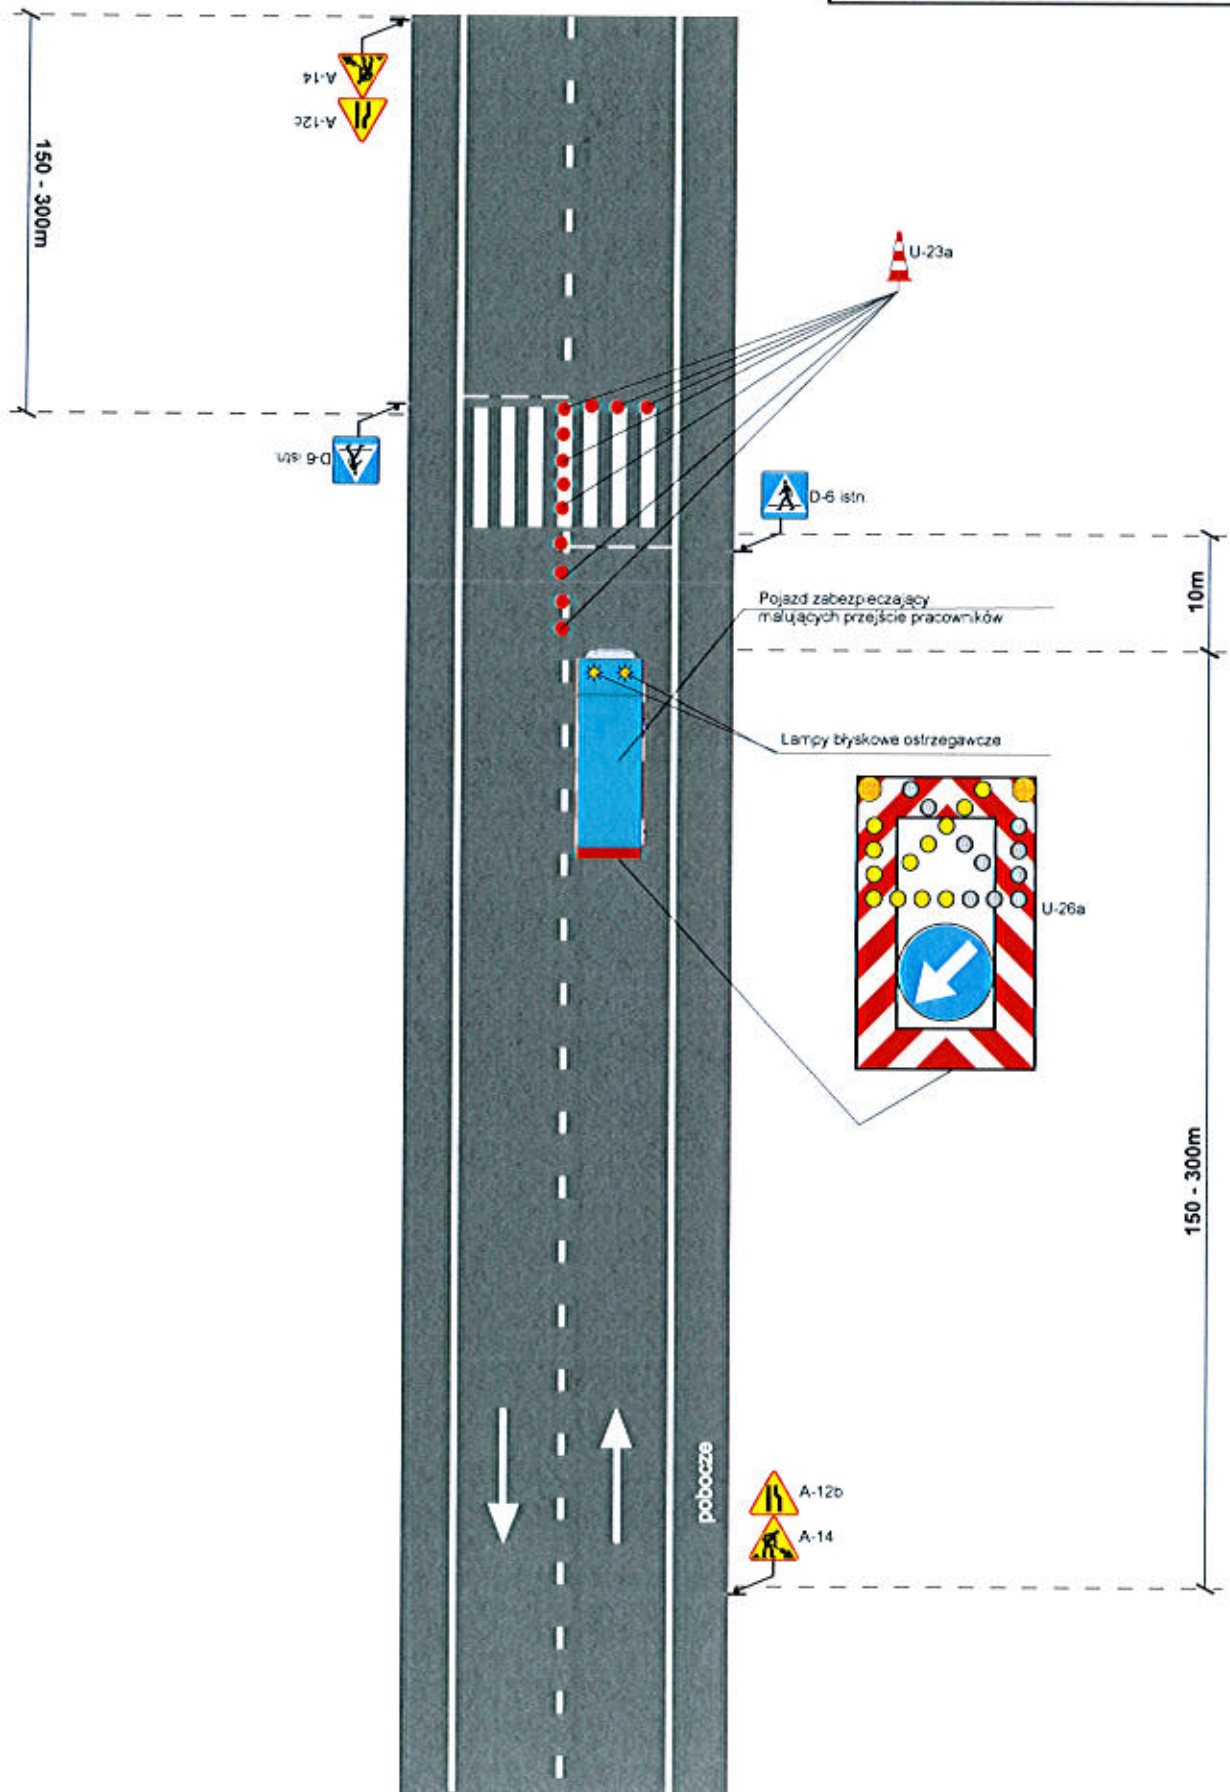 A-14
A-12c
150 - 300m
U-23a
D-6 istn.
D-6 istn
10m
Pojazd zabezpieczający
malujących przejście pracowników
Lampy błyskowe ostrzegawcze
U-26a
150 - 300m
pobocze
A-12b
A-14